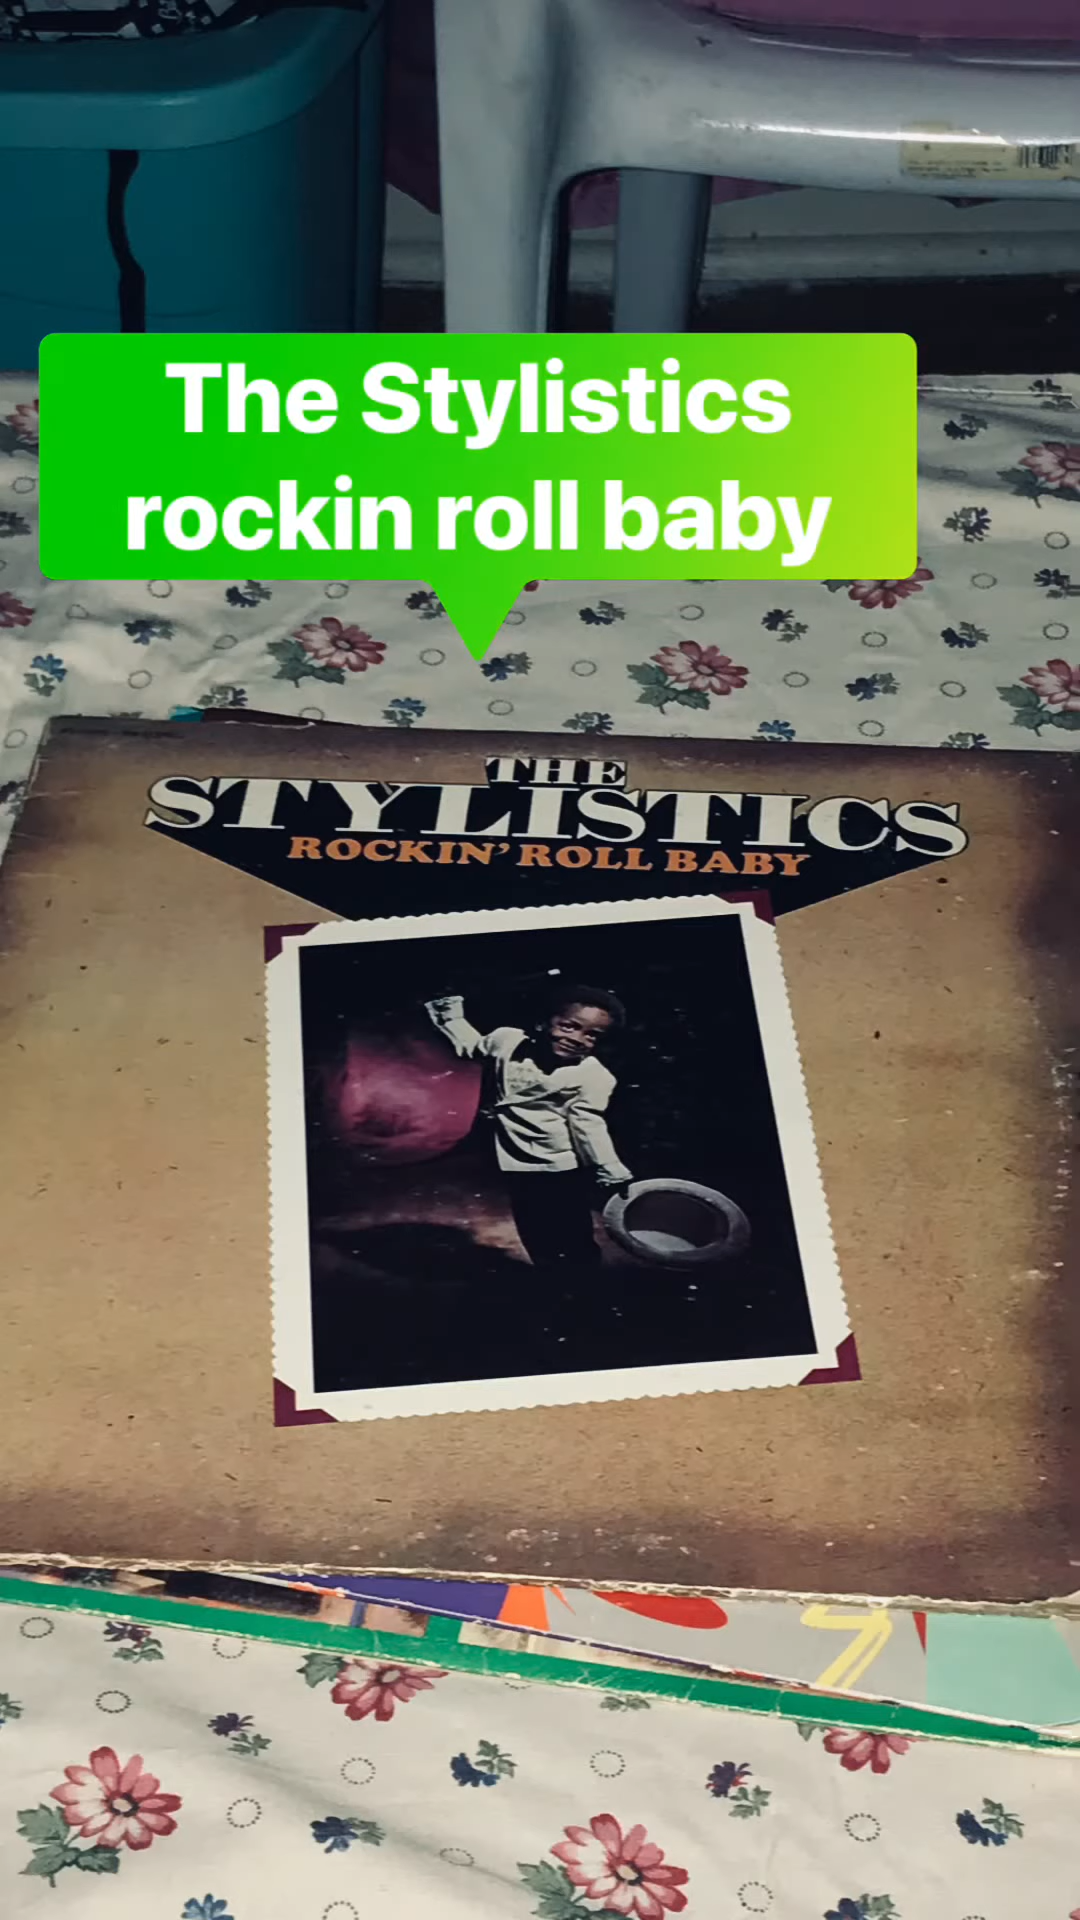 The Stylistics
rockin roll baby
THE
STYLISTICS
ROCKIN' ROLL BABY